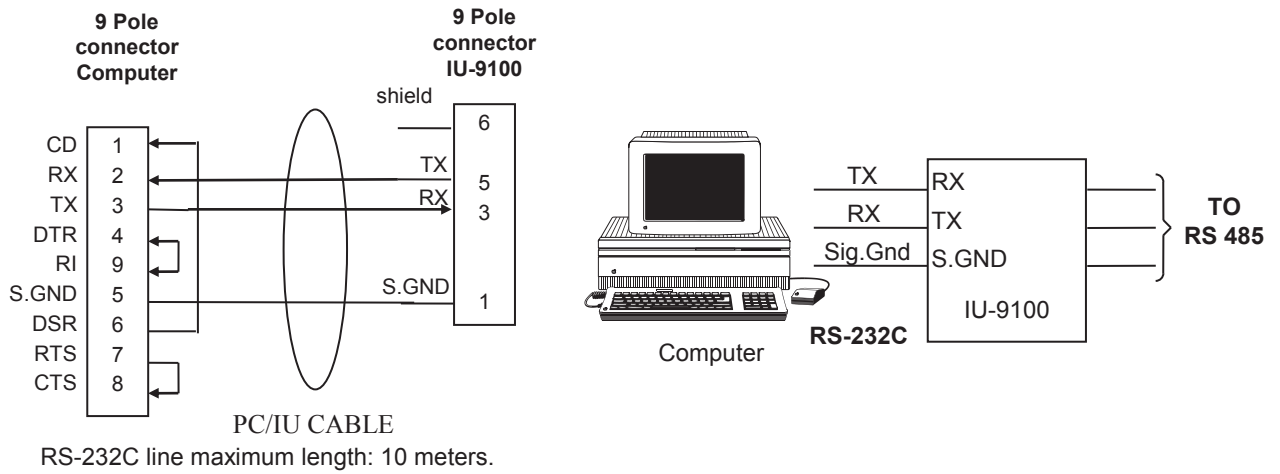 9 Pole
connector
Computer
9 Pole
connector
IU-9100
shield
6
CD 1
RX 2 TX 5
TX 3 RX 3
DTR 4
RI 9
S.GND 5 S.GND 1
DSR 6
RTS 7
CTS 8
PC/IU CABLE
RS-232C line maximum length: 10 meters.
TX RX
RX TX
Sig.Gnd S.GND
IU-9100
RS-232C
Computer
TO
RS 485